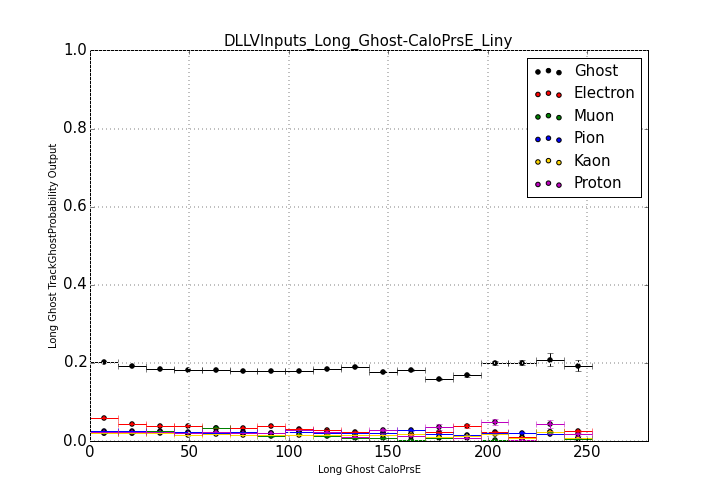 DLLVInputs_Long_Ghost-CaloPrsE_Liny
1.0
0.8
0.6
0.4
0.2
0.0
0
50
100
150
200
250
Long Ghost TrackGhostProbability Output
Long Ghost CaloPrsE
Ghost
Electron
Muon
Pion
Kaon
Proton